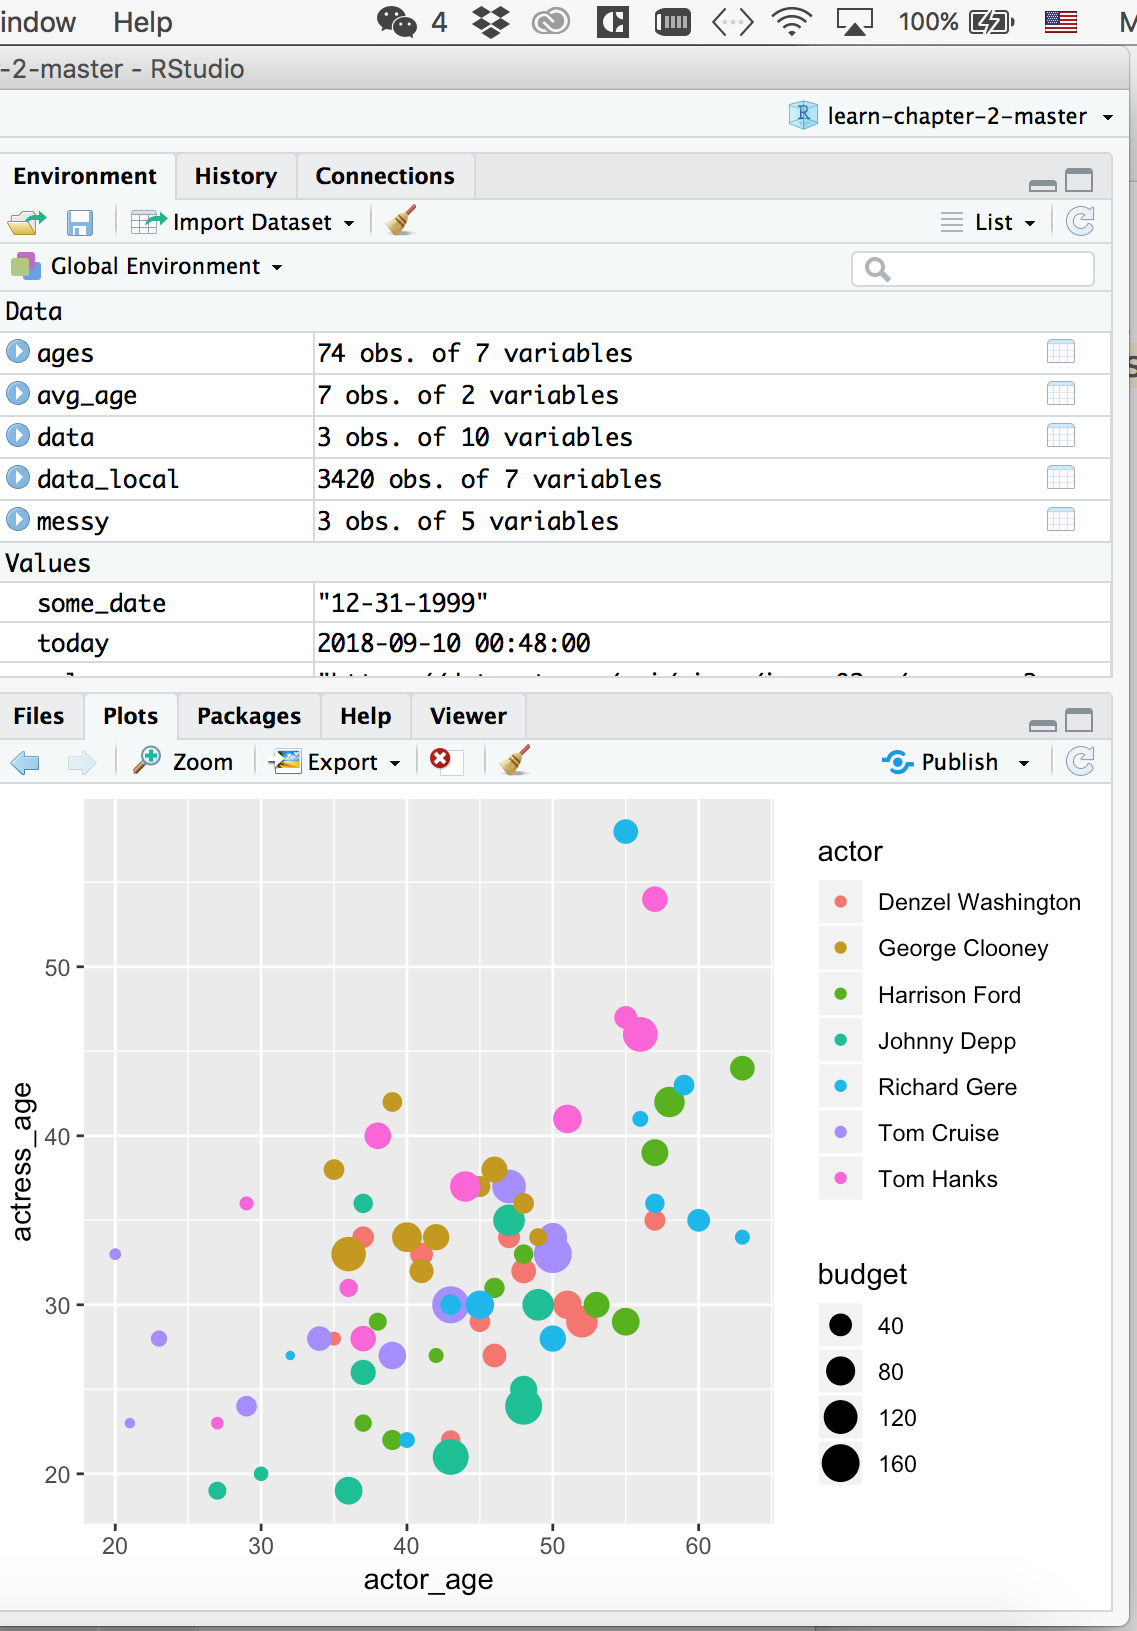 indow Help 4 100%
-2-master - RStudio
learn-chapter-2-master
Environment History Connections
Import Dataset List
Global Environment
Data
ages 74 obs. of 7 variables
avg_age 7 obs. of 2 variables
data 3 obs. of 10 variables
data_local 3420 obs. of 7 variables
messy 3 obs. of 5 variables
Values
some_date "12-31-1999"
today 2018-09-10 00:48:00
Files Plots Packages Help Viewer
Zoom Export Publish
actor
Denzel Washington
George Clooney
Harrison Ford
Johnny Depp
Richard Gere
Tom Cruise
Tom Hanks
budget
40
80
120
160
actress_age
50
40
30
20
20 30 40 50 60
actor_age